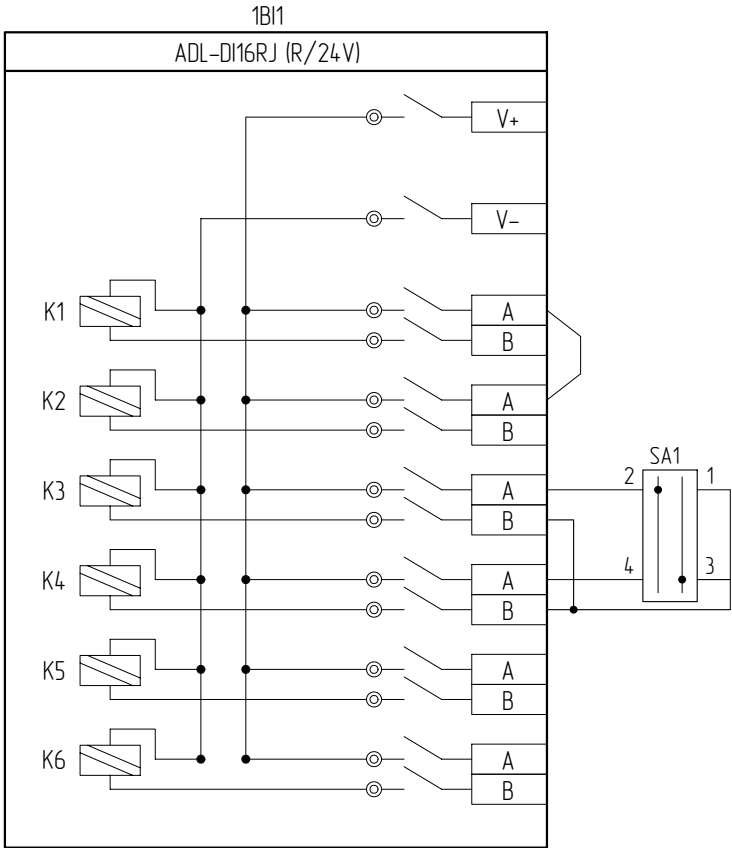 1BI1
ADL-DI16RJ (R/24V)
V+
V-
K1 A
B
K2 A
B
SA1
K3 A 2 1
B
K4 A 4 3
B
K5 A
B
K6 A
B